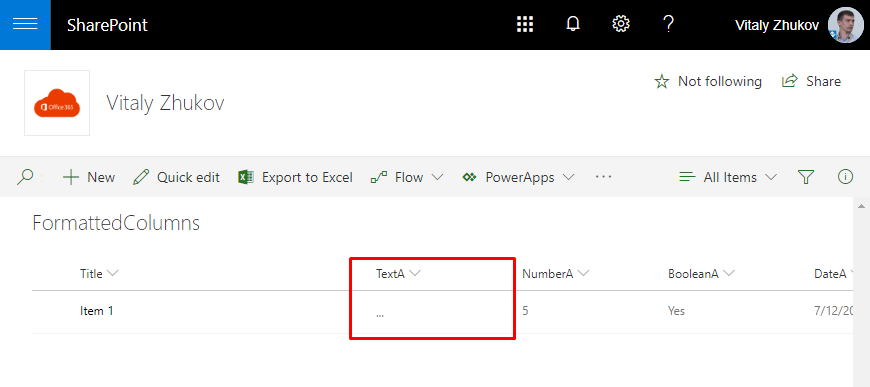 SharePoint
?
Vitaly Zhukov
Office 365
Vitaly Zhukov
Not following
Share
New
Quick edit
Export to Excel
Flow
PowerApps
...
All Items
FormattedColumns
Title
TextA
NumberA
BooleanA
DateA
Item 1
...
5
Yes
7/12/20